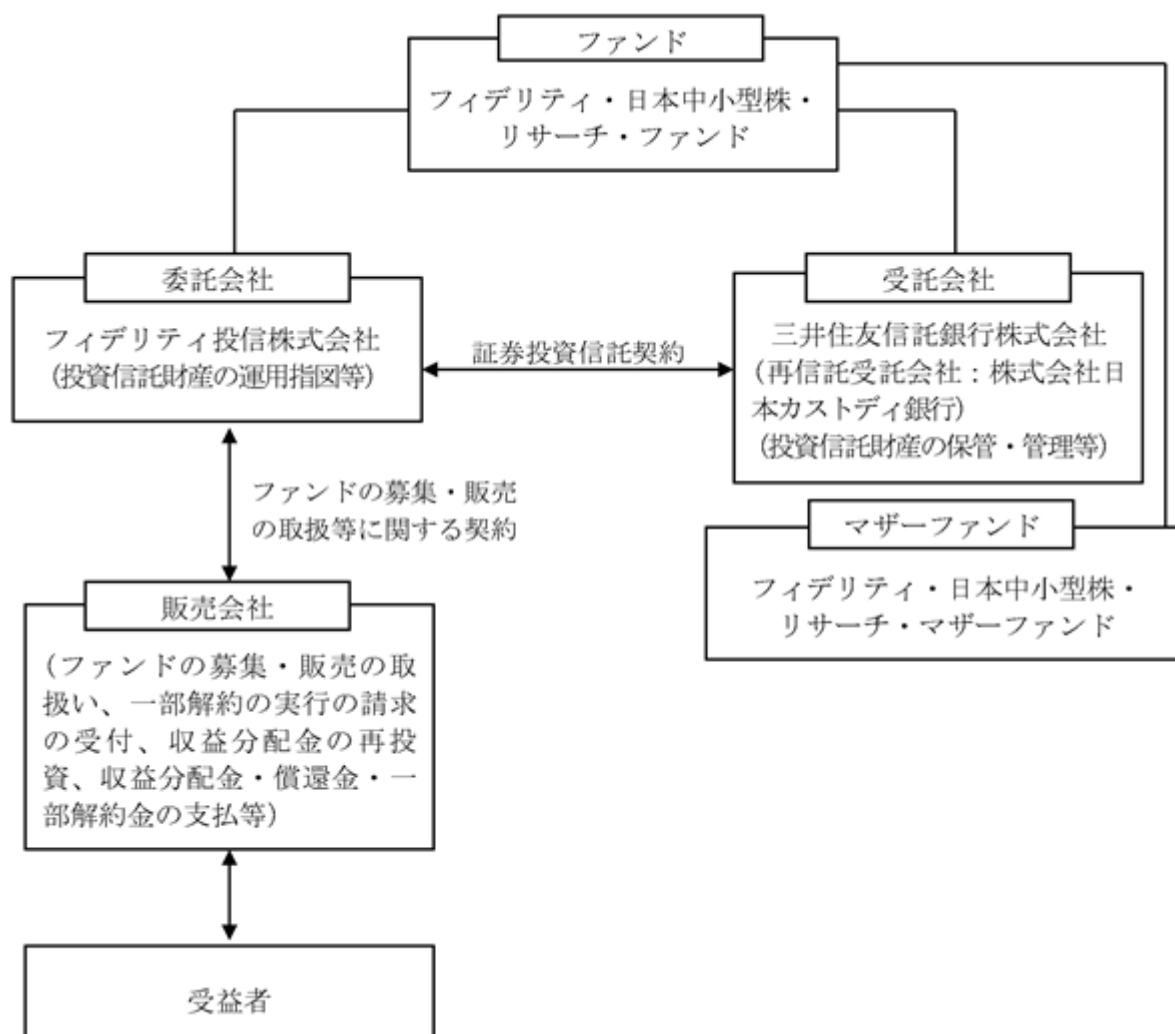 ファンド
フィデリティ・日本中小型株・
リサーチ・ファンド
委託会社
フィデリティ投信株式会社
(投資信託財産の運用指図等)
証券投資信託契約
受託会社
三井住友信託銀行株式会社
(再信託受託会社:株式会社日
本カストディ銀行)
(投資信託財産の保管・管理等)
ファンドの募集・販売
の取扱等に関する契約
マザーファンド
フィデリティ・日本中小型株・
リサーチ・マザーファンド
販売会社
(ファンドの募集・販売の取
扱い、一部解約の実行の請求
の受付、収益分配金の再投
資、収益分配金・償還金・一
部解約金の支払等)
受益者